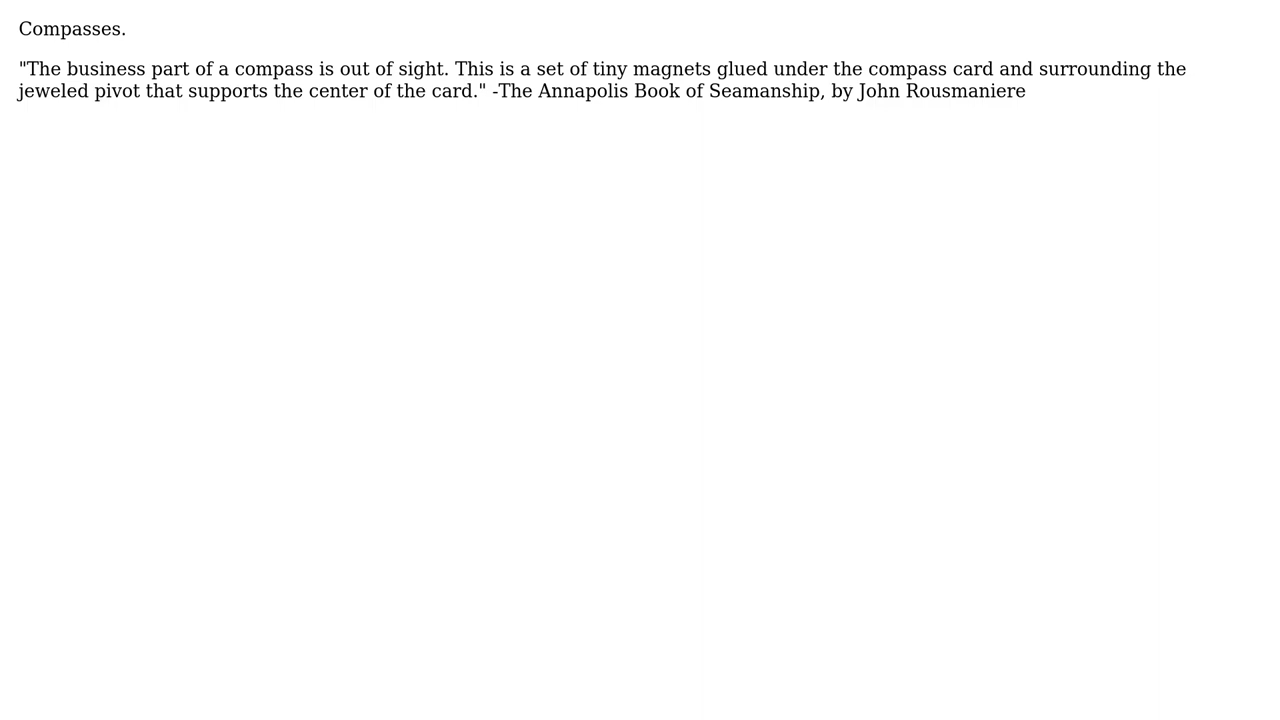 Compasses.
"The business part of a compass is out of sight. This is a set of tiny magnets glued under the compass card and surrounding the
jeweled pivot that supports the center of the card." -The Annapolis Book of Seamanship, by John Rousmaniere